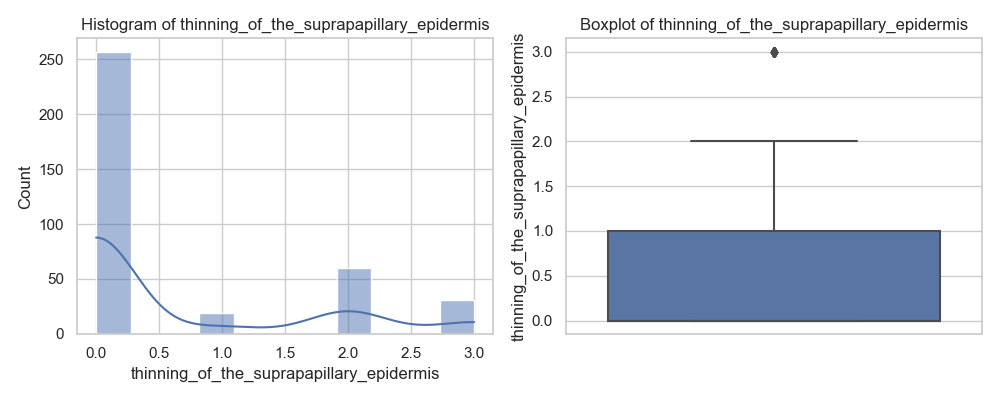 Histogram of thinning_of_the_suprapapillary_epidermis
Count
250
200
150
100
50
0
0.0 0.5 1.0 1.5 2.0 2.5 3.0
thinning_of_the_suprapapillary_epidermis
Boxplot of thinning_of_the_suprapapillary_epidermis
thinning_of_the_suprapapillary_epidermis
3.0
2.5
2.0
1.5
1.0
0.5
0.0